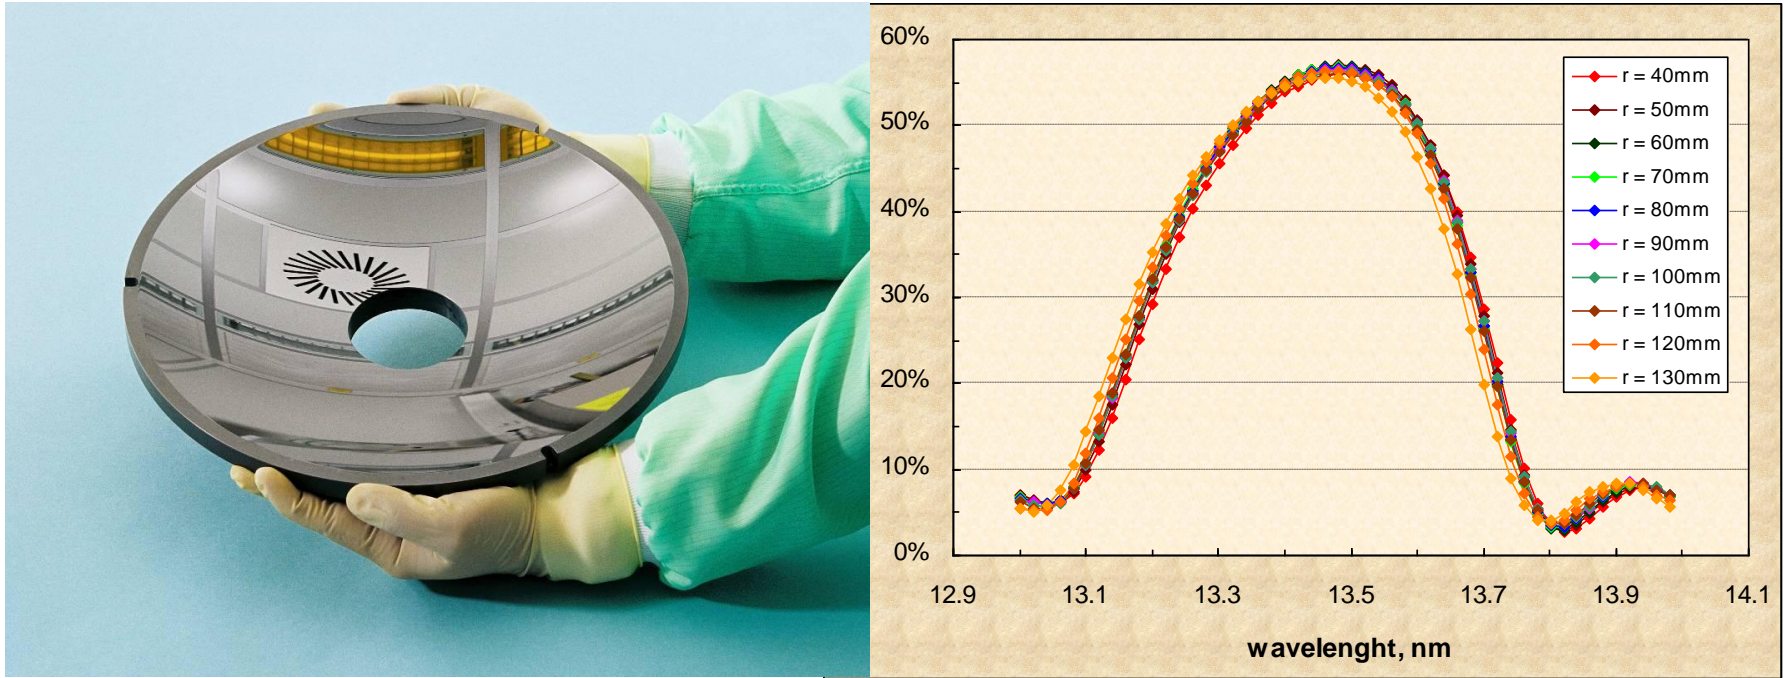 60%
50%
40%
30%
20%
10%
0%
12.9 13.1 13.3 13.5 13.7 13.9 14.1
wavelenght, nm
r = 40mm
r = 50mm
r = 60mm
r = 70mm
r = 80mm
r = 90mm
r = 100mm
r = 110mm
r = 120mm
r = 130mm